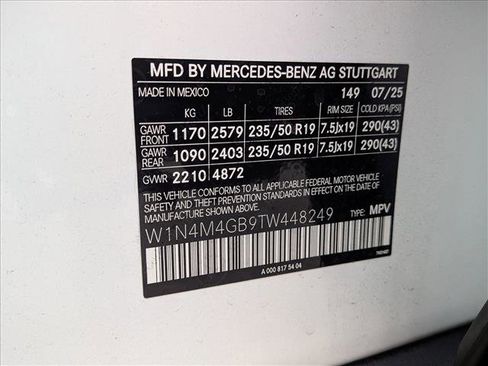 MFD BY MERCEDES-BENZ AG STUTTGART
MADE IN MEXICO 149 07/25
KG LB TIRES RIM SIZE COLD KPA(PSI)
GAWR FRONT 1170 2579 235/50 R19 7.5Jx19 290(43)
GAWR REAR 1090 2403 235/50 R19 7.5Jx19 290(43)
GVWR 2210 4872
THIS VEHICLE CONFORMS TO ALL APPLICABLE FEDERAL MOTOR VEHICLE
SAFETY AND THEFT PREVENTION STANDARDS IN EFFECT ON THE DATE OF
MANUFACTURE SHOWN ABOVE.
W1N4M4GB9TW448249 TYPE: MPV
A 000 817 54 04